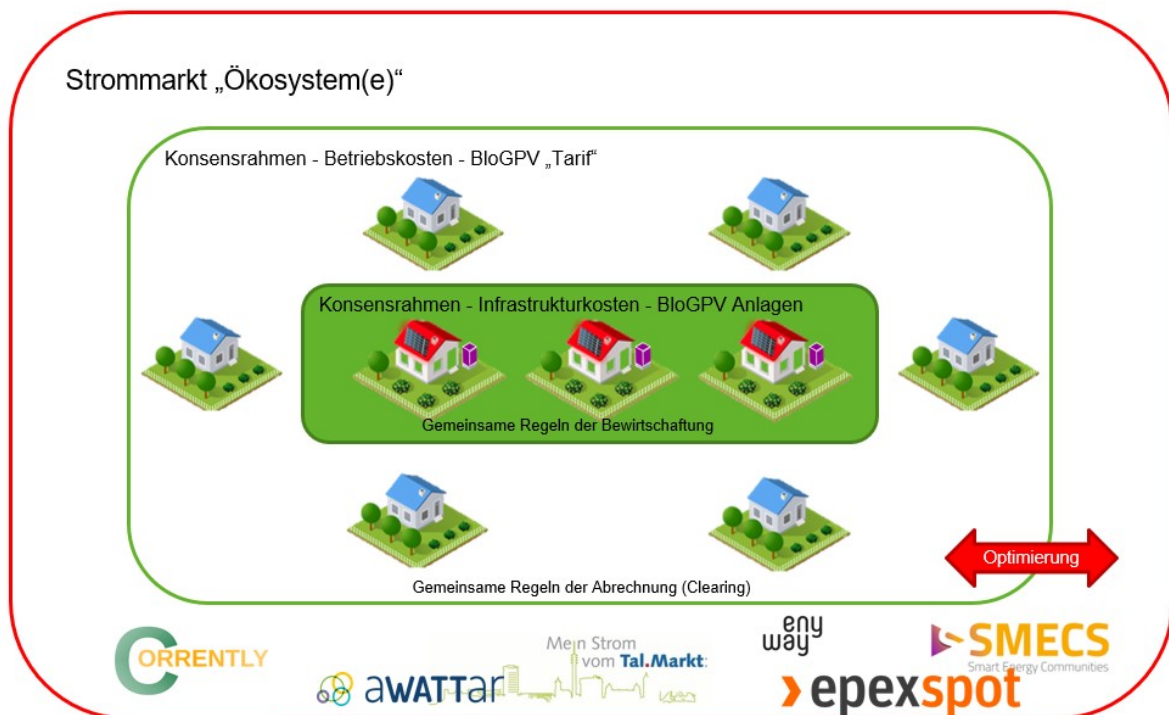 Strommarkt „Ökosystem(e)“
Konsensrahmen - Betriebskosten - BloGPV „Tarif“
Konsensrahmen - Infrastrukturkosten - BloGPV Anlagen
Gemeinsame Regeln der Bewirtschaftung
Optimierung
Gemeinsame Regeln der Abrechnung (Clearing)
CORRENTLY
aWATTar
Mein Strom
vom Tal.Markt:
eny
way
SMECS
Smart Energy Communities
epexspot